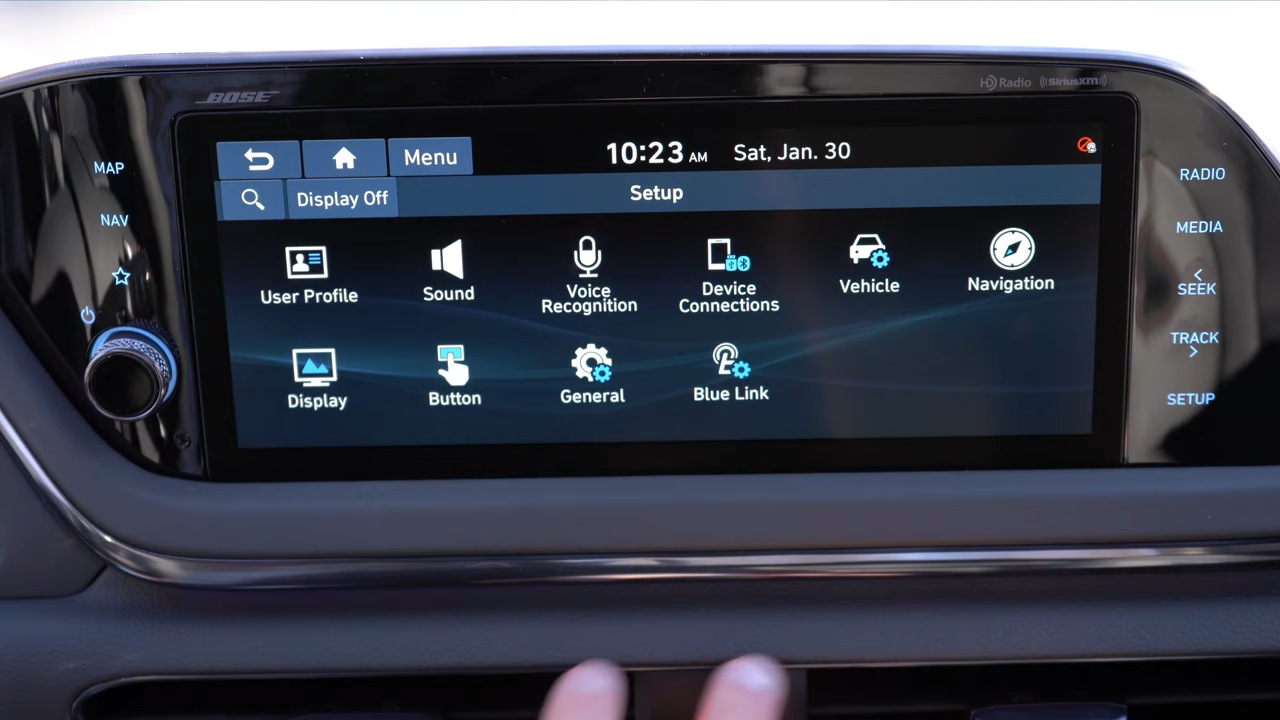 BOSE
HD Radio
((SiriusXM))
MAP
NAV
Menu
10:23 AM
Sat, Jan. 30
Display Off
Setup
User Profile
Sound
Voice
Recognition
Device
Connections
Vehicle
Navigation
Display
Button
General
Blue Link
RADIO
MEDIA
<
SEEK
TRACK
>
SETUP